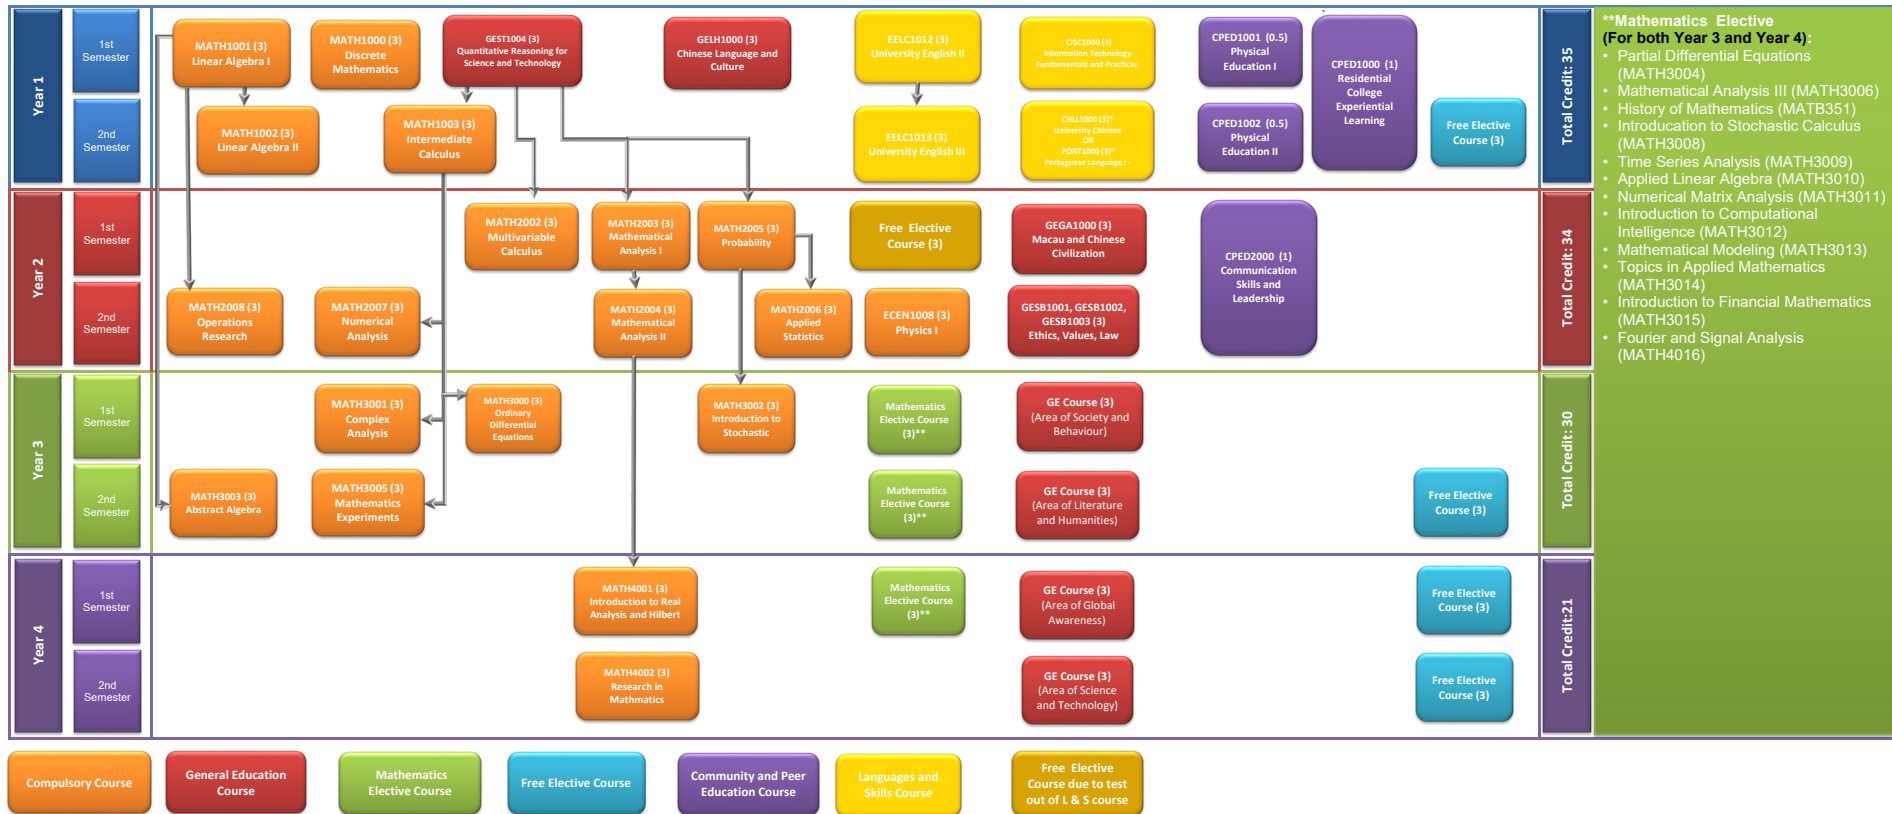 Year 1
1st
Semester
2nd
Semester
MATH1001 (3)
Linear Algebra I
MATH1000 (3)
Discrete
Mathematics
GEST1004 (3)
Quantitative Reasoning for
Science and Technology
GELH1000 (3)
Chinese Language and
Culture
EELC1012 (3)
University English II
CISC1000 (3)
Information Technology
Fundamentals and Practices
CPED1001 (0.5)
Physical
Education I
CPED1000 (1)
Residential
College
Experiential
Learning
MATH1002 (3)
Linear Algebra II
MATH1003 (3)
Intermediate
Calculus
EELC1013 (3)
University English III
CHLL1000 (3)*
University Chinese
OR
PORT1000 (3)*
Portuguese Language I -
CPED1002 (0.5)
Physical
Education II
Free Elective
Course (3)
Total Credit: 35
Year 2
1st
Semester
2nd
Semester
MATH2002 (3)
Multivariable
Calculus
MATH2003 (3)
Mathematical
Analysis I
MATH2005 (3)
Probability
Free Elective
Course (3)
GEGA1000 (3)
Macau and Chinese
Civilization
CPED2000 (1)
Communication
Skills and
Leadership
MATH2008 (3)
Operations
Research
MATH2007 (3)
Numerical
Analysis
MATH2004 (3)
Mathematical
Analysis II
MATH2006 (3)
Applied
Statistics
ECEN1008 (3)
Physics I
GESB1001, GESB1002,
GESB1003 (3)
Ethics, Values, Law
Total Credit: 34
Year 3
1st
Semester
2nd
Semester
MATH3001 (3)
Complex
Analysis
MATH3000 (3)
Ordinary
Differential
Equations
MATH3002 (3)
Introduction to
Stochastic
Mathematics
Elective Course
(3)**
GE Course (3)
(Area of Society and
Behaviour)
MATH3003 (3)
Abstract Algebra
MATH3005 (3)
Mathematics
Experiments
Mathematics
Elective Course
(3)**
GE Course (3)
(Area of Literature
and Humanities)
Free Elective
Course (3)
Total Credit: 30
Year 4
1st
Semester
2nd
Semester
MATH4001 (3)
Introduction to Real
Analysis and Hilbert
Mathematics
Elective Course
(3)**
GE Course (3)
(Area of Global
Awareness)
Free Elective
Course (3)
MATH4002 (3)
Research in
Mathmatics
GE Course (3)
(Area of Science
and Technology)
Free Elective
Course (3)
Total Credit:21
**Mathematics Elective
(For both Year 3 and Year 4):
• Partial Differential Equations
(MATH3004)
• Mathematical Analysis III (MATH3006)
• History of Mathematics (MATB351)
• Introducation to Stochastic Calculus
(MATH3008)
• Time Series Analysis (MATH3009)
• Applied Linear Algebra (MATH3010)
• Numerical Matrix Analysis (MATH3011)
• Introduction to Computational
Intelligence (MATH3012)
• Mathematical Modeling (MATH3013)
• Topics in Applied Mathematics
(MATH3014)
• Introduction to Financial Mathematics
(MATH3015)
• Fourier and Signal Analysis
(MATH4016)
Compulsory Course
General Education
Course
Mathematics
Elective Course
Free Elective Course
Community and Peer
Education Course
Languages and
Skills Course
Free Elective
Course due to test
out of L & S course